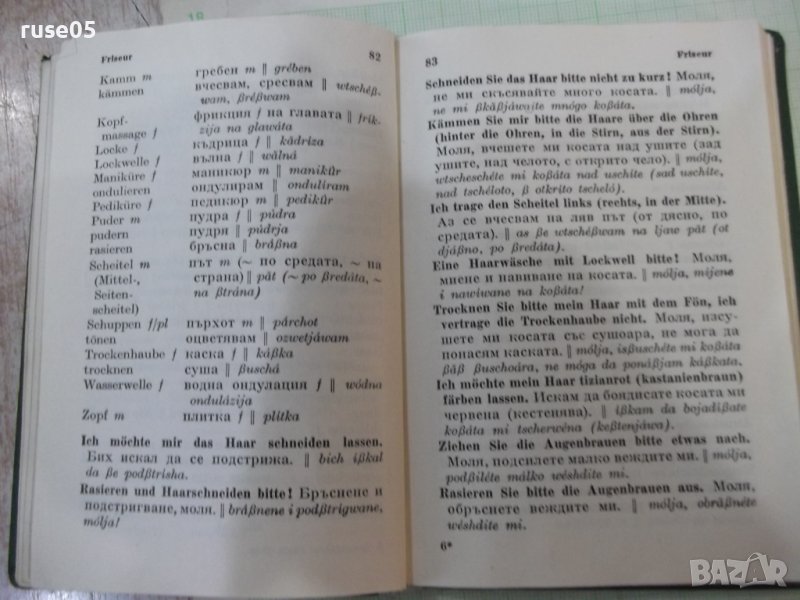 ruse05
18
Friseur 82
Kamm m гребен m ‖ grében
kämmen вчесвам, сресвам ‖ wtschéß-
wam, ßréßwam
Kopf- фрикция f на главата ‖ frík-
massage f zija na glawáta
Locke f къдрица f ‖ kădríza
Lockwelle f вълна f ‖ wălná
Maniküre f маникюр m ‖ manikǘr
ondulieren ондулирам ‖ ondulíram
Pediküre f педикюр m ‖ pedikǘr
Puder m пудра f ‖ púdra
pudern пудря ‖ púdrja
rasieren бръсна ‖ brắßna
Scheitel m път m (~ по средата, ~ на
(Mittel-, страна) ‖ păt (~ po ßredáta, ~
Seiten- na ßtrána)
scheitel)
Schuppen f/pl пърхот m ‖ părchot
tönen оцветявам ‖ ozwetjáwam
Trockenhaube f каска f ‖ káßka
trocknen суша ‖ ßuschá
Wasserwelle f водна ондулация f ‖ wódna
ondulázija
Zopf m плитка f ‖ plítka
Ich möchte mir das Haar schneiden lassen.
Бих искал да се подстрижа. ‖ bich ißkal
da ße podßtrísha.
Rasieren und Haarschneiden bitte! Бръснене и
подстригване, моля. ‖ brắßnene i podßtrígwane,
mólja!
83 Friseur
Schneiden Sie das Haar bitte nicht zu kurz! Моля,
не ми скъсявайте много косата. ‖ mólja,
ne mi ßkăßjáwajte mnógo koßáta.
Kämmen Sie mir bitte die Haare über die Ohren
(hinter die Ohren, in die Stirn, aus der Stirn).
Моля, вчешете ми косата над ушите (зад
ушите, над челото, с открито чело). ‖ mólja,
wtscheschéte mi koßáta nad uschíte (sad uschíte,
nad tschelóto, ß otkríto tscheló).
Ich trage den Scheitel links (rechts, in der Mitte).
Аз се вчесвам на ляв път (от дясно, по
средата). ‖ as ße wtschéßwam na ljaw păt (ot
djáßno, po ßredáta).
Eine Haarwäsche mit Lockwell bitte! Моля,
миене и навиване на косата. ‖ mólja, míjene
i nawíwane na koßáta!
Trocknen Sie bitte mein Haar mit dem Fön, ich
vertrage die Trockenhaube nicht. Моля, изсу-
шете ми косата със сушоара, не мога да
понасям каската. ‖ mólja, isßuschéte mi koßáta
ßăß ßuschoára, ne móga da ponáßjam káßkata.
Ich möchte mein Haar tizianrot (kastanienbraun)
färben lassen. Искам да боядисате косата ми
червена (кестенява). ‖ íßkam da bojadíßate
koßáta mi tscherwéna (keßtenjáwa).
Ziehen Sie die Augenbrauen bitte etwas nach.
Моля, подсилете малко веждите ми. ‖ mólja,
podßiléte málko wéshdite mi.
Rasieren Sie bitte die Augenbrauen aus. Моля,
обръснете веждите ми. ‖ mólja, obrăßnéte
wéshdite mi.
6*
BAZAR